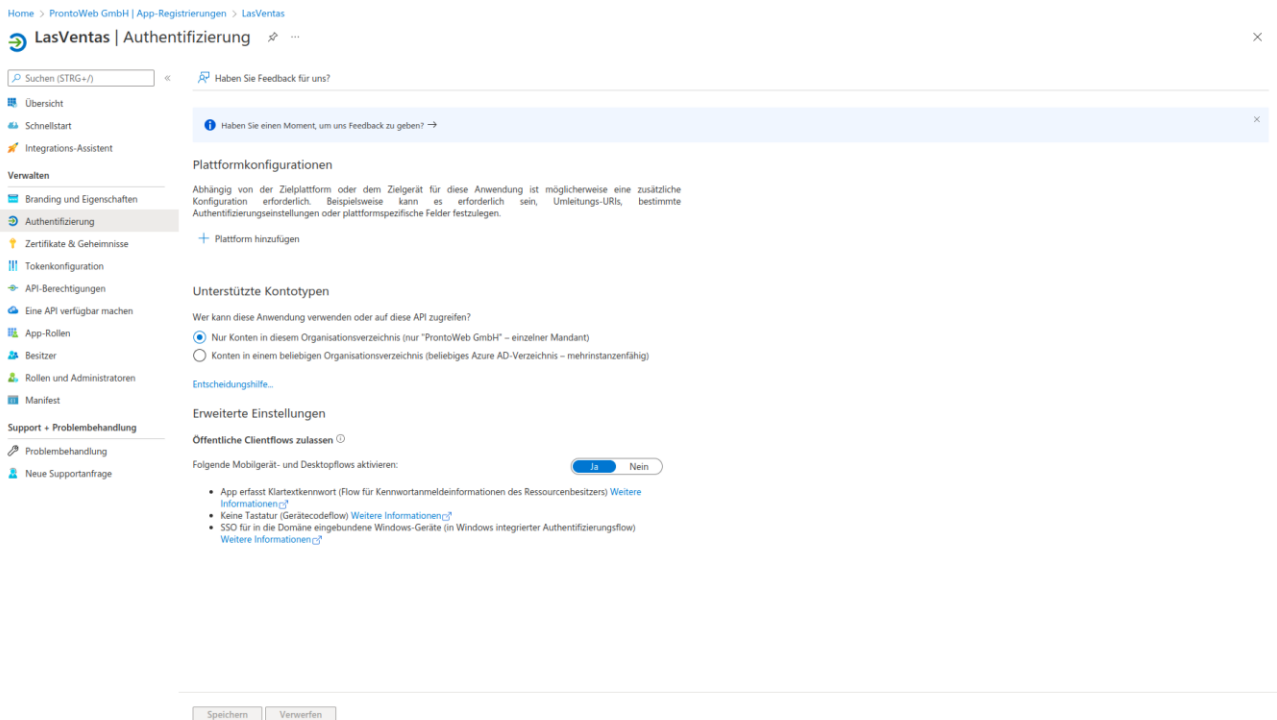 Home > ProntoWeb GmbH | App-Registrierungen > LasVentas
LasVentas | Authentifizierung
Suchen (STRG+/)
Übersicht
Schnellstart
Integrations-Assistent
Verwalten
Branding und Eigenschaften
Authentifizierung
Zertifikate & Geheimnisse
Tokenkonfiguration
API-Berechtigungen
Eine API verfügbar machen
App-Rollen
Besitzer
Rollen und Administratoren
Manifest
Support + Problembehandlung
Problembehandlung
Neue Supportanfrage
Haben Sie Feedback für uns?
Haben Sie einen Moment, um uns Feedback zu geben? →
Plattformkonfigurationen
Abhängig von der Zielplattform oder dem Zielgerät für diese Anwendung ist möglicherweise eine zusätzliche
Konfiguration erforderlich. Beispielsweise kann es erforderlich sein, Umleitungs-URIs, bestimmte
Authentifizierungseinstellungen oder plattformspezifische Felder festzulegen.
Plattform hinzufügen
Unterstützte Kontotypen
Wer kann diese Anwendung verwenden oder auf diese API zugreifen?
Nur Konten in diesem Organisationsverzeichnis (nur "ProntoWeb GmbH" – einzelner Mandant)
Konten in einem beliebigen Organisationsverzeichnis (beliebiges Azure AD-Verzeichnis – mehrinstanzenfähig)
Entscheidungshilfe...
Erweiterte Einstellungen
Öffentliche Clientflows zulassen
Folgende Mobilgerät- und Desktopflows aktivieren:
Ja Nein
• App erfasst Klartextkennwort (Flow für Kennwortanmeldeinformationen des Ressourcenbesitzers) Weitere
Informationen
• Keine Tastatur (Gerätecodeflow) Weitere Informationen
• SSO für in die Domäne eingebundene Windows-Geräte (in Windows integrierter Authentifizierungsflow)
Weitere Informationen
Speichern Verwerfen